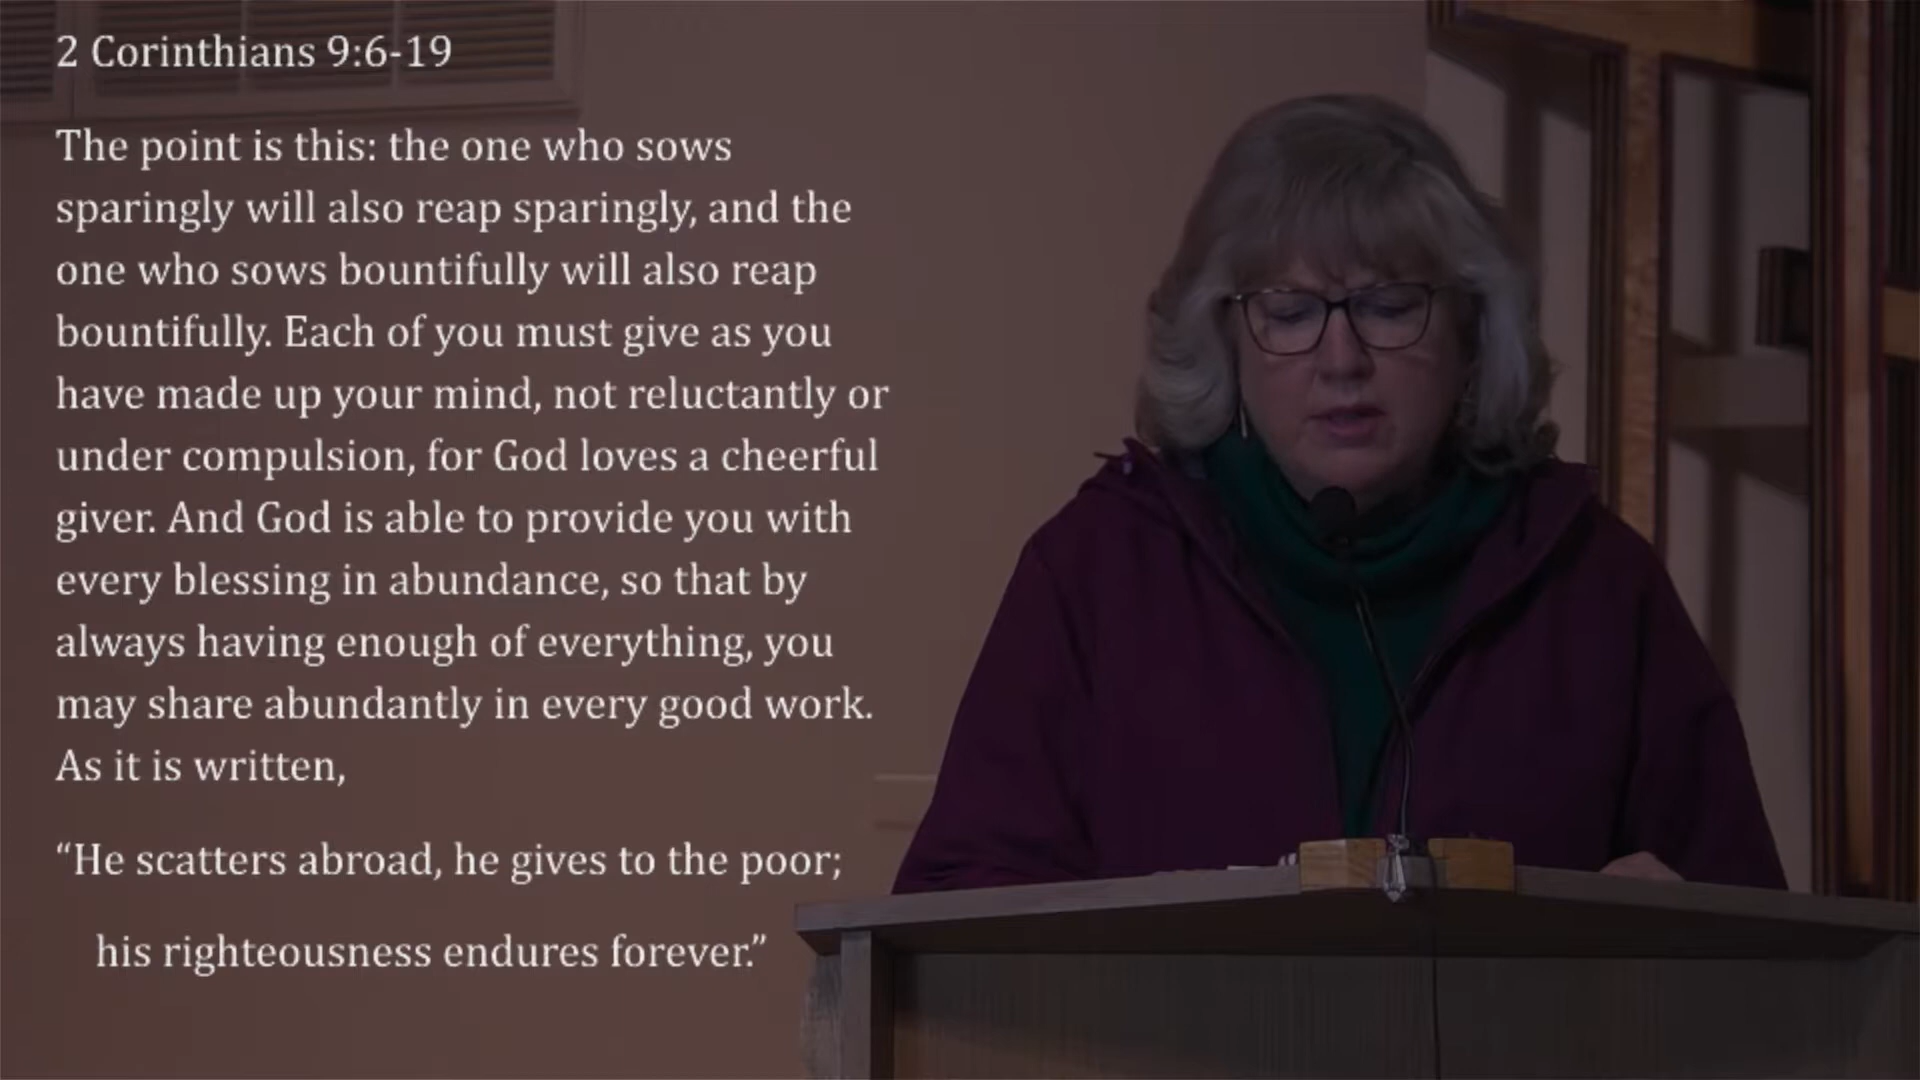 2 Corinthians 9:6-19
The point is this: the one who sows
sparingly will also reap sparingly, and the
one who sows bountifully will also reap
bountifully. Each of you must give as you
have made up your mind, not reluctantly or
under compulsion, for God loves a cheerful
giver. And God is able to provide you with
every blessing in abundance, so that by
always having enough of everything, you
may share abundantly in every good work.
As it is written,
“He scatters abroad, he gives to the poor;
his righteousness endures forever.”